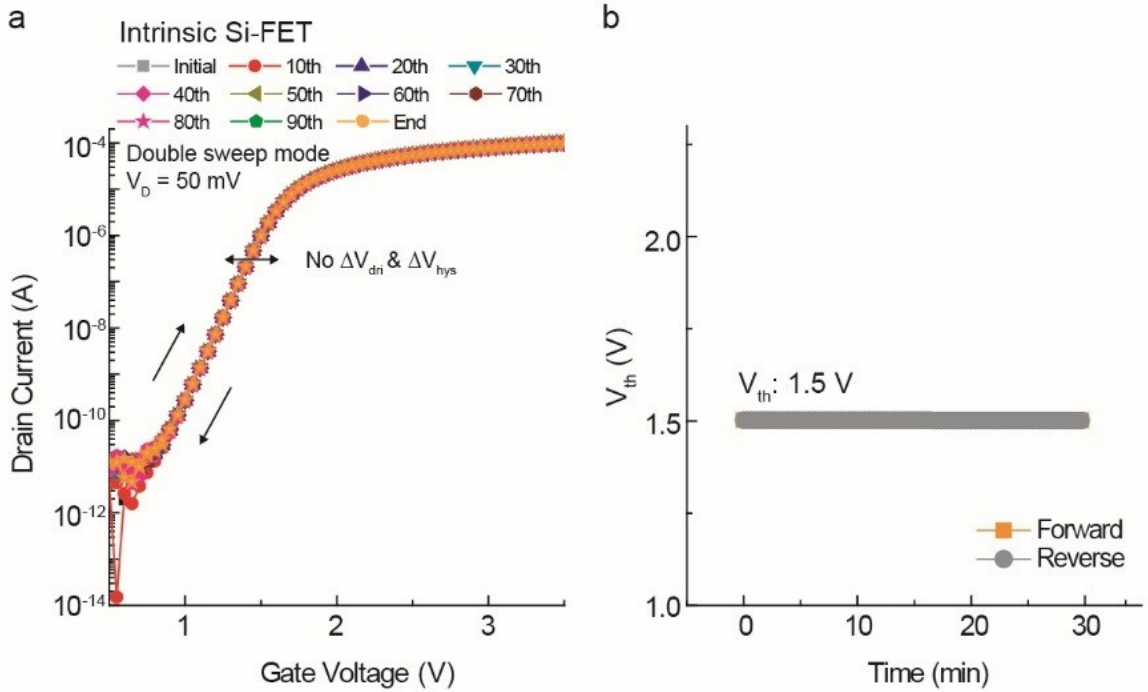 a
Intrinsic Si-FET
Initial 10th 20th 30th
40th 50th 60th 70th
80th 90th End
Double sweep mode
V_D = 50 mV
No ΔV_dri & ΔV_hys
10^-4
10^-6
10^-8
10^-10
10^-12
10^-14
Drain Current (A)
1 2 3
Gate Voltage (V)
b
2.0
1.5
1.0
V_th (V)
V_th: 1.5 V
Forward
Reverse
0 10 20 30
Time (min)